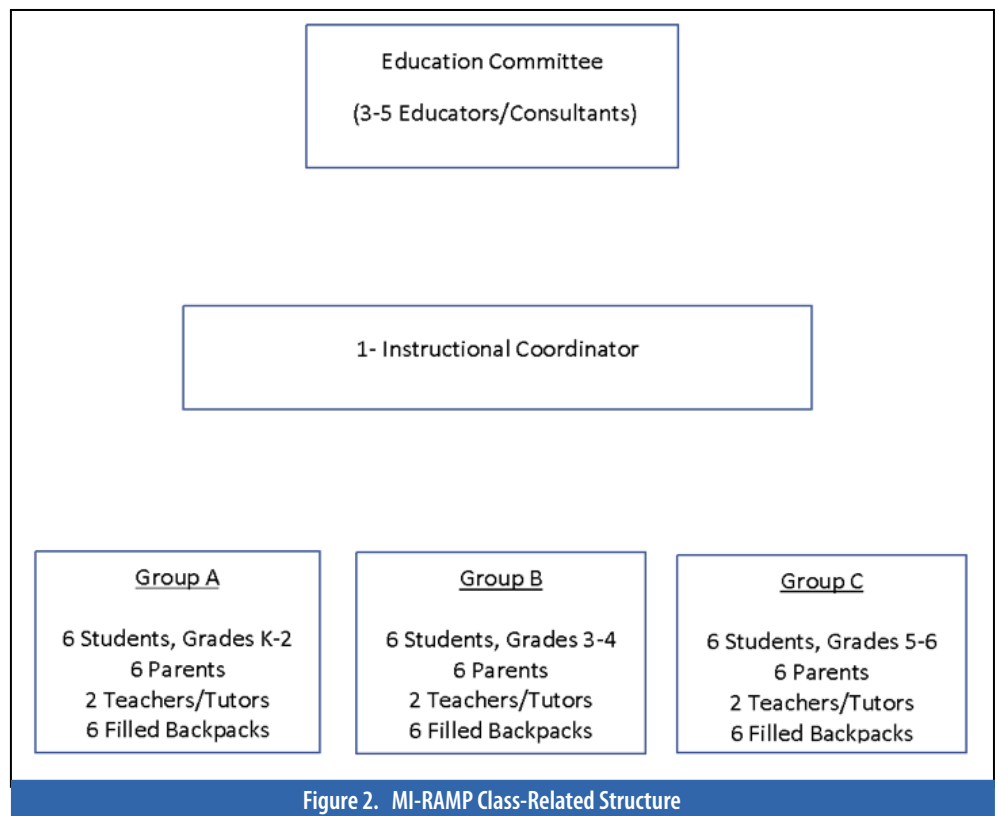 Education Committee
(3-5 Educators/Consultants)
1- Instructional Coordinator
Group A
6 Students, Grades K-2
6 Parents
2 Teachers/Tutors
6 Filled Backpacks
Group B
6 Students, Grades 3-4
6 Parents
2 Teachers/Tutors
6 Filled Backpacks
Group C
6 Students, Grades 5-6
6 Parents
2 Teachers/Tutors
6 Filled Backpacks
Figure 2. MI-RAMP Class-Related Structure